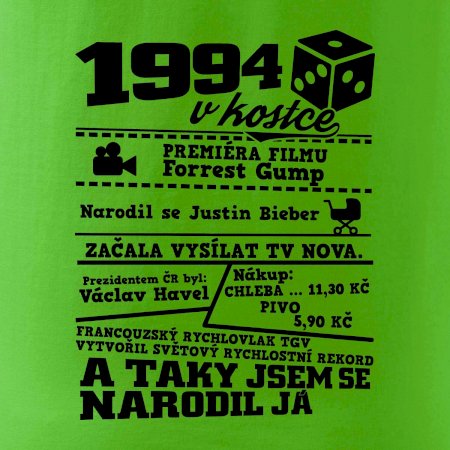 1994
v kostce
PREMIÉRA FILMU
Forrest Gump
Narodil se Justin Bieber
ZAČALA VYSÍLAT TV NOVA.
Prezidentem ČR byl:
Václav Havel
Nákup:
CHLEBA ... 11,30 KČ
PIVO
5,90 KČ
FRANCOUZSKÝ RYCHLOVLAK TGV
VYTVOŘIL SVĚTOVÝ RYCHLOSTNÍ REKORD
A TAKY JSEM SE
NARODIL JÁ